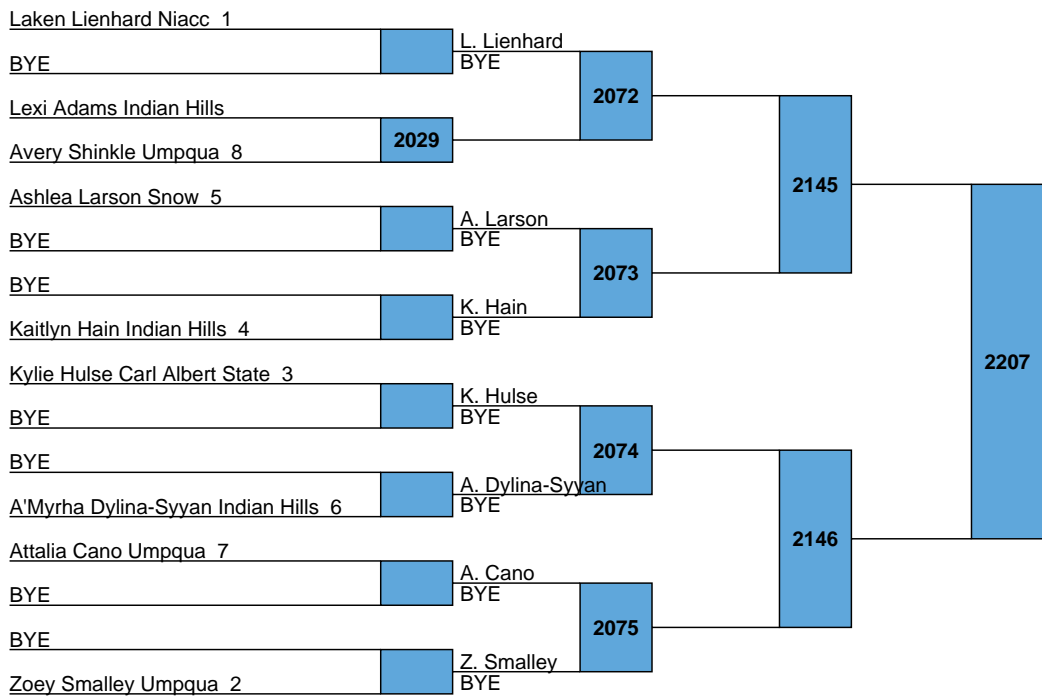 Laken Lienhard Niacc 1
BYE
Lexi Adams Indian Hills
Avery Shinkle Umpqua 8
Ashlea Larson Snow 5
BYE
BYE
Kaitlyn Hain Indian Hills 4
Kylie Hulse Carl Albert State 3
BYE
BYE
A'Myrha Dylina-Syyan Indian Hills 6
Attalia Cano Umpqua 7
BYE
BYE
Zoey Smalley Umpqua 2
2029
L. Lienhard
BYE
A. Larson
BYE
K. Hain
BYE
K. Hulse
BYE
A. Dylina-Syyan
BYE
A. Cano
BYE
Z. Smalley
BYE
2072
2073
2074
2075
2145
2146
2207